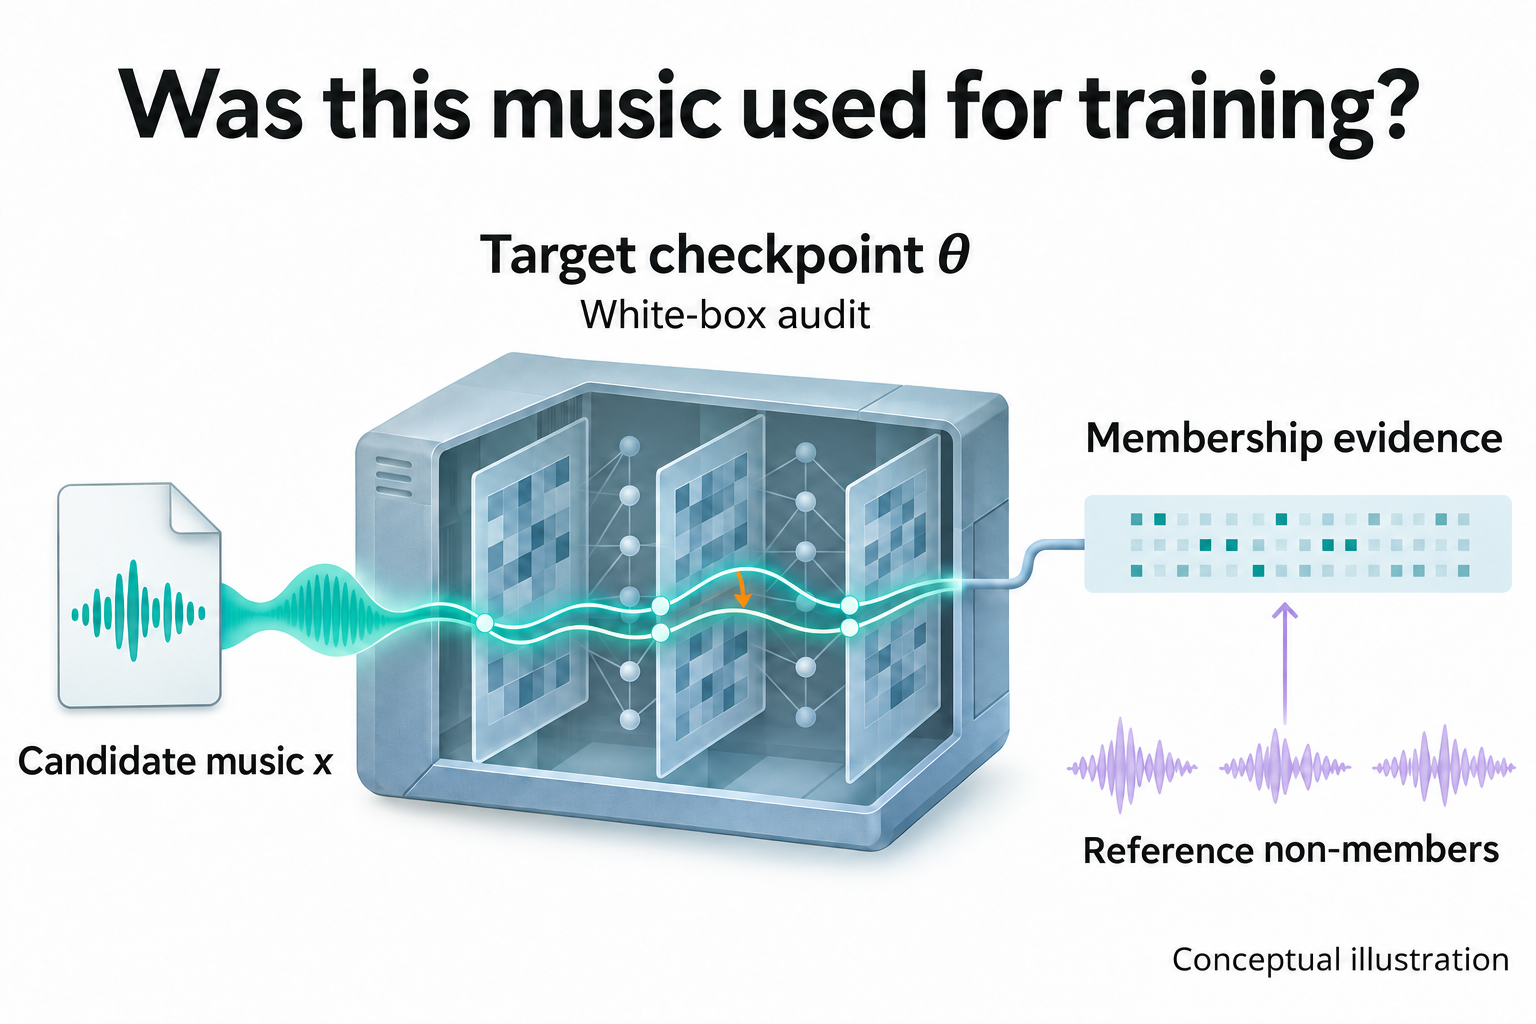 Was this music used for training?
Target checkpoint θ
White-box audit
Membership evidence
Candidate music x
Reference non-members
Conceptual illustration